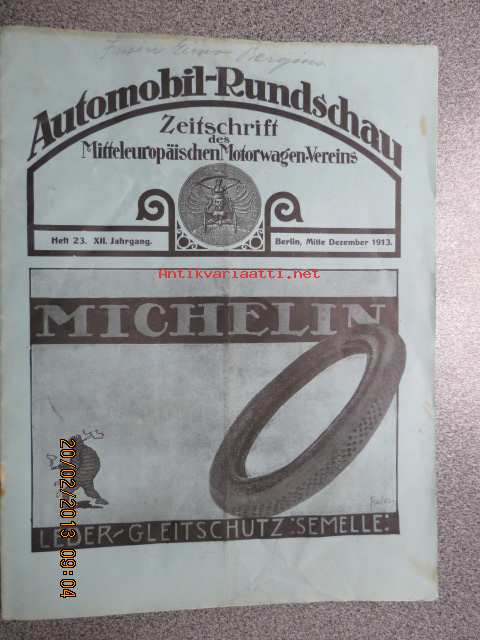 Automobil-Rundschau
Zeitschrift
des
Mitteleuropäischen Motorwagen-Vereins
Heft 23. XII. Jahrgang.
Berlin, Mitte Dezember 1913.
Antikvariaatti.net
MICHELIN
LEDER-GLEITSCHUTZ :SEMELLE:
20/02/2013 09:04